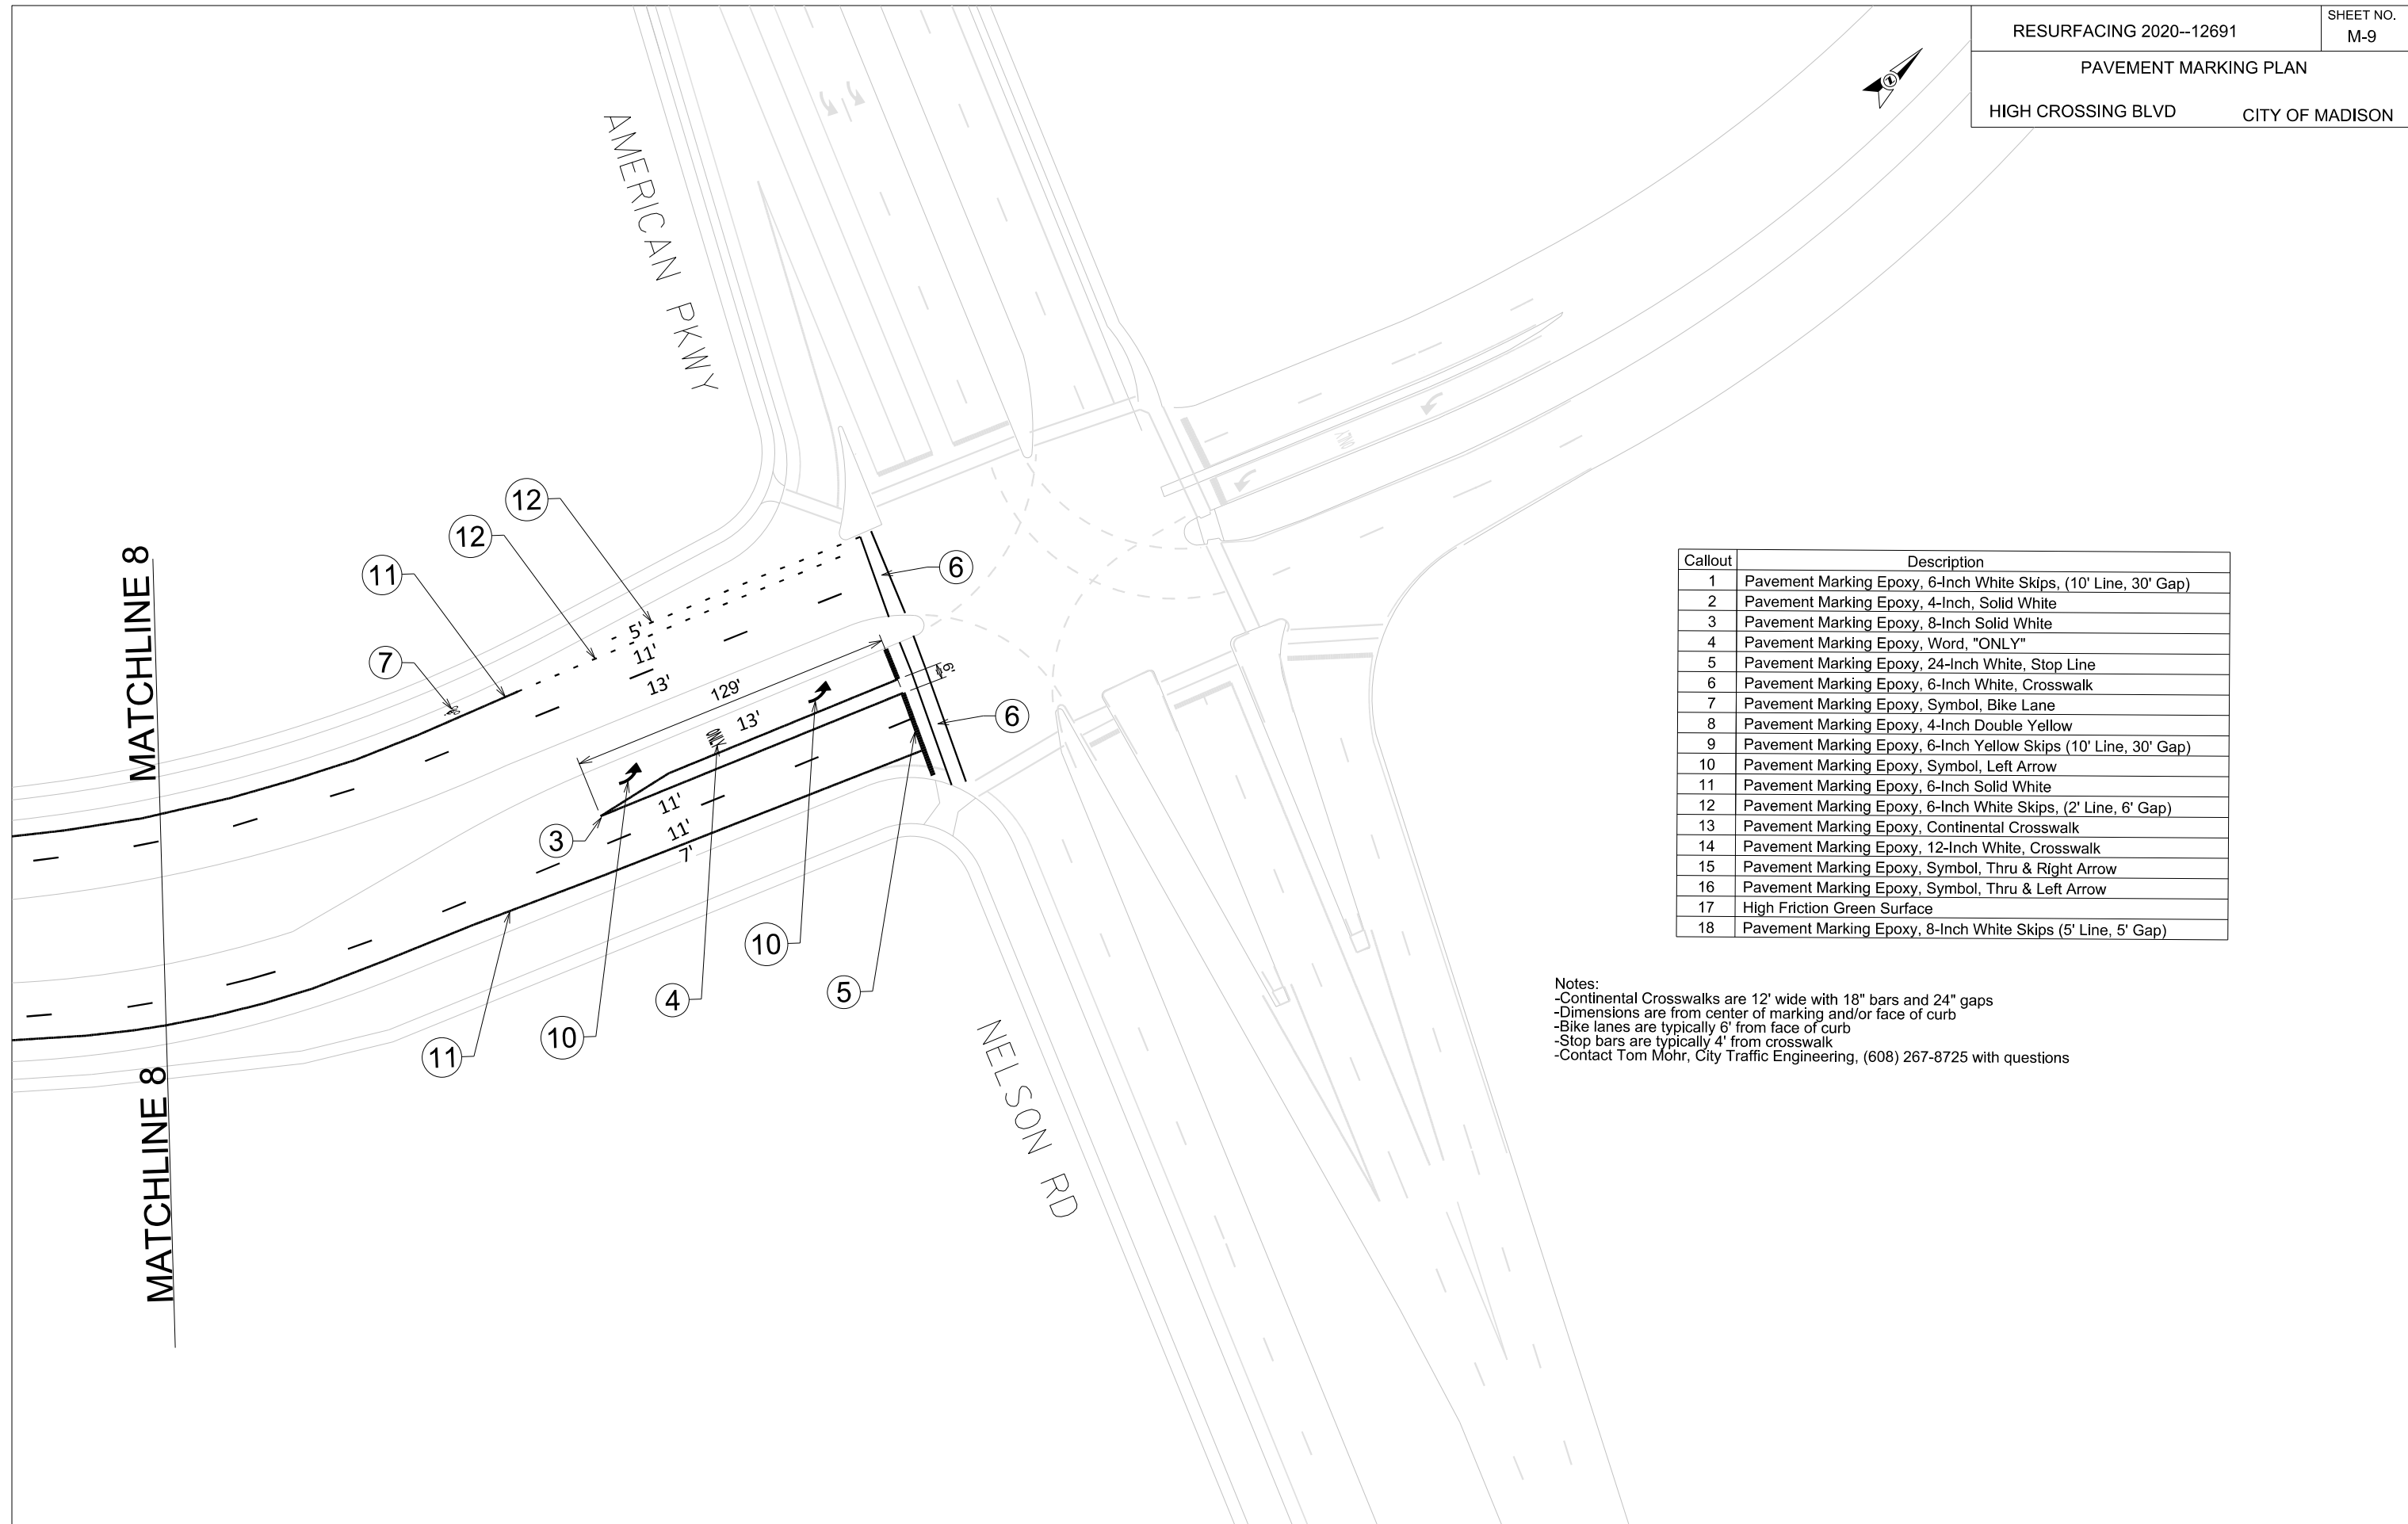 RESURFACING 2020--12691
SHEET NO.
M-9
PAVEMENT MARKING PLAN
HIGH CROSSING BLVD
CITY OF MADISON
AMERICAN PKWY
MATCHLINE 8
12
12
11
7
6
5'
11'
13'
129'
13'
6'
6
ONLY
ONLY
3
11'
11'
7'
10
4
5
10
11
MATCHLINE 8
NELSON RD
Callout Description
1 Pavement Marking Epoxy, 6-Inch White Skips, (10' Line, 30' Gap)
2 Pavement Marking Epoxy, 4-Inch, Solid White
3 Pavement Marking Epoxy, 8-Inch Solid White
4 Pavement Marking Epoxy, Word, "ONLY"
5 Pavement Marking Epoxy, 24-Inch White, Stop Line
6 Pavement Marking Epoxy, 6-Inch White, Crosswalk
7 Pavement Marking Epoxy, Symbol, Bike Lane
8 Pavement Marking Epoxy, 4-Inch Double Yellow
9 Pavement Marking Epoxy, 6-Inch Yellow Skips (10' Line, 30' Gap)
10 Pavement Marking Epoxy, Symbol, Left Arrow
11 Pavement Marking Epoxy, 6-Inch Solid White
12 Pavement Marking Epoxy, 6-Inch White Skips, (2' Line, 6' Gap)
13 Pavement Marking Epoxy, Continental Crosswalk
14 Pavement Marking Epoxy, 12-Inch White, Crosswalk
15 Pavement Marking Epoxy, Symbol, Thru & Right Arrow
16 Pavement Marking Epoxy, Symbol, Thru & Left Arrow
17 High Friction Green Surface
18 Pavement Marking Epoxy, 8-Inch White Skips (5' Line, 5' Gap)
Notes:
-Continental Crosswalks are 12' wide with 18" bars and 24" gaps
-Dimensions are from center of marking and/or face of curb
-Bike lanes are typically 6' from face of curb
-Stop bars are typically 4' from crosswalk
-Contact Tom Mohr, City Traffic Engineering, (608) 267-8725 with questions